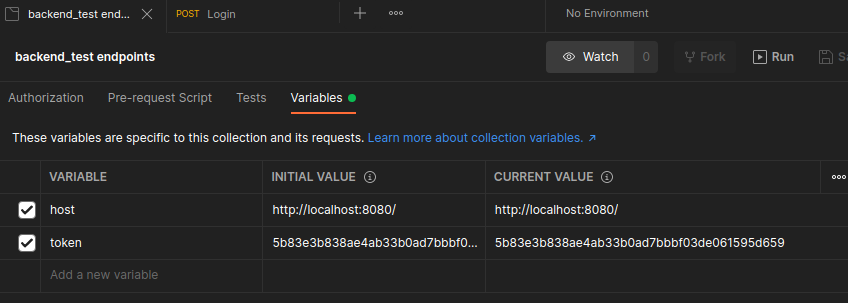 backend_test end...
POST Login
No Environment
backend_test endpoints
Watch 0
Fork
Run
Authorization
Pre-request Script
Tests
Variables
These variables are specific to this collection and its requests. Learn more about collection variables. ↗
VARIABLE INITIAL VALUE CURRENT VALUE
host http://localhost:8080/ http://localhost:8080/
token 5b83e3b838ae4ab33b0ad7bbbf0... 5b83e3b838ae4ab33b0ad7bbbf03de061595d659
Add a new variable